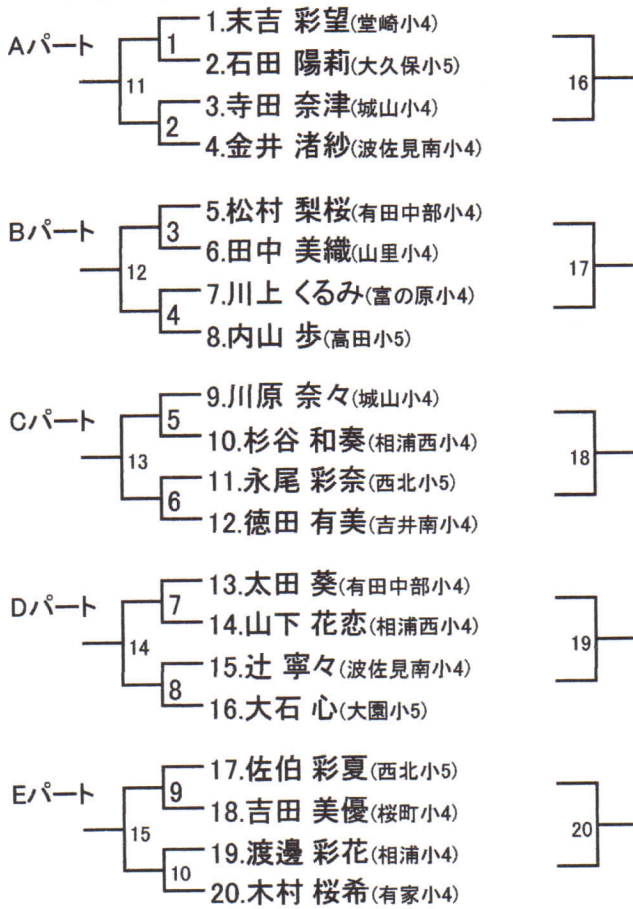 Aパート
1.末吉 彩望(堂崎小4)
1
2.石田 陽莉(大久保小5)
11
16
3.寺田 奈津(城山小4)
2
4.金井 渚紗(波佐見南小4)
Bパート
5.松村 梨桜(有田中部小4)
3
6.田中 美織(山里小4)
12
17
7.川上 くるみ(富の原小4)
4
8.内山 歩(高田小5)
Cパート
9.川原 奈々(城山小4)
5
10.杉谷 和奏(相浦西小4)
13
18
11.永尾 彩奈(西北小5)
6
12.徳田 有美(吉井南小4)
Dパート
13.太田 葵(有田中部小4)
7
14.山下 花恋(相浦西小4)
14
19
15.辻 寧々(波佐見南小4)
8
16.大石 心(大園小5)
Eパート
17.佐伯 彩夏(西北小5)
9
18.吉田 美優(桜町小4)
15
20
19.渡邊 彩花(相浦小4)
10
20.木村 桜希(有家小4)